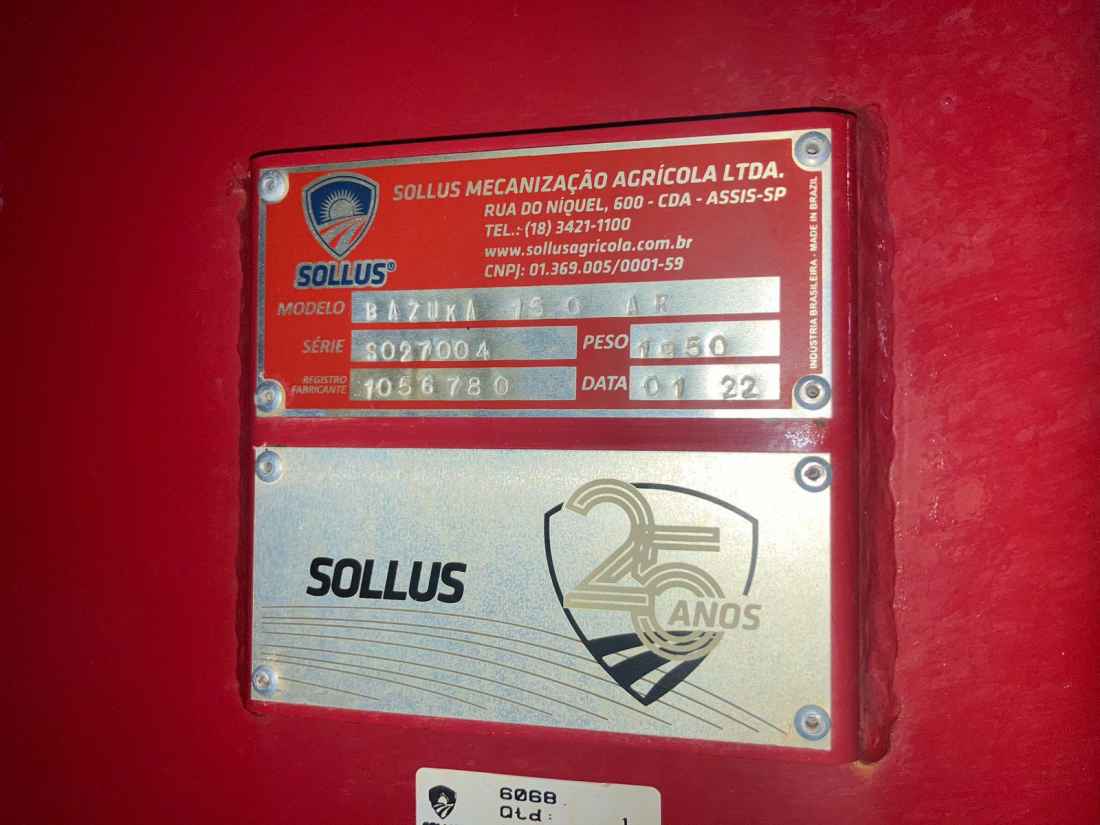 SOLLUS MECANIZAÇÃO AGRÍCOLA LTDA.
RUA DO NÍQUEL, 600 - CDA - ASSIS-SP
TEL.: (18) 3421-1100
www.sollusagricola.com.br
CNPJ: 01.369.005/0001-59
SOLLUS®
MODELO BAZUKA 150 AR
SÉRIE S027004 PESO 1950
REGISTRO FABRICANTE 1056780 DATA 01 22
INDÚSTRIA BRASILEIRA - MADE IN BRAZIL
SOLLUS
25 ANOS
6068
Qtd: 1